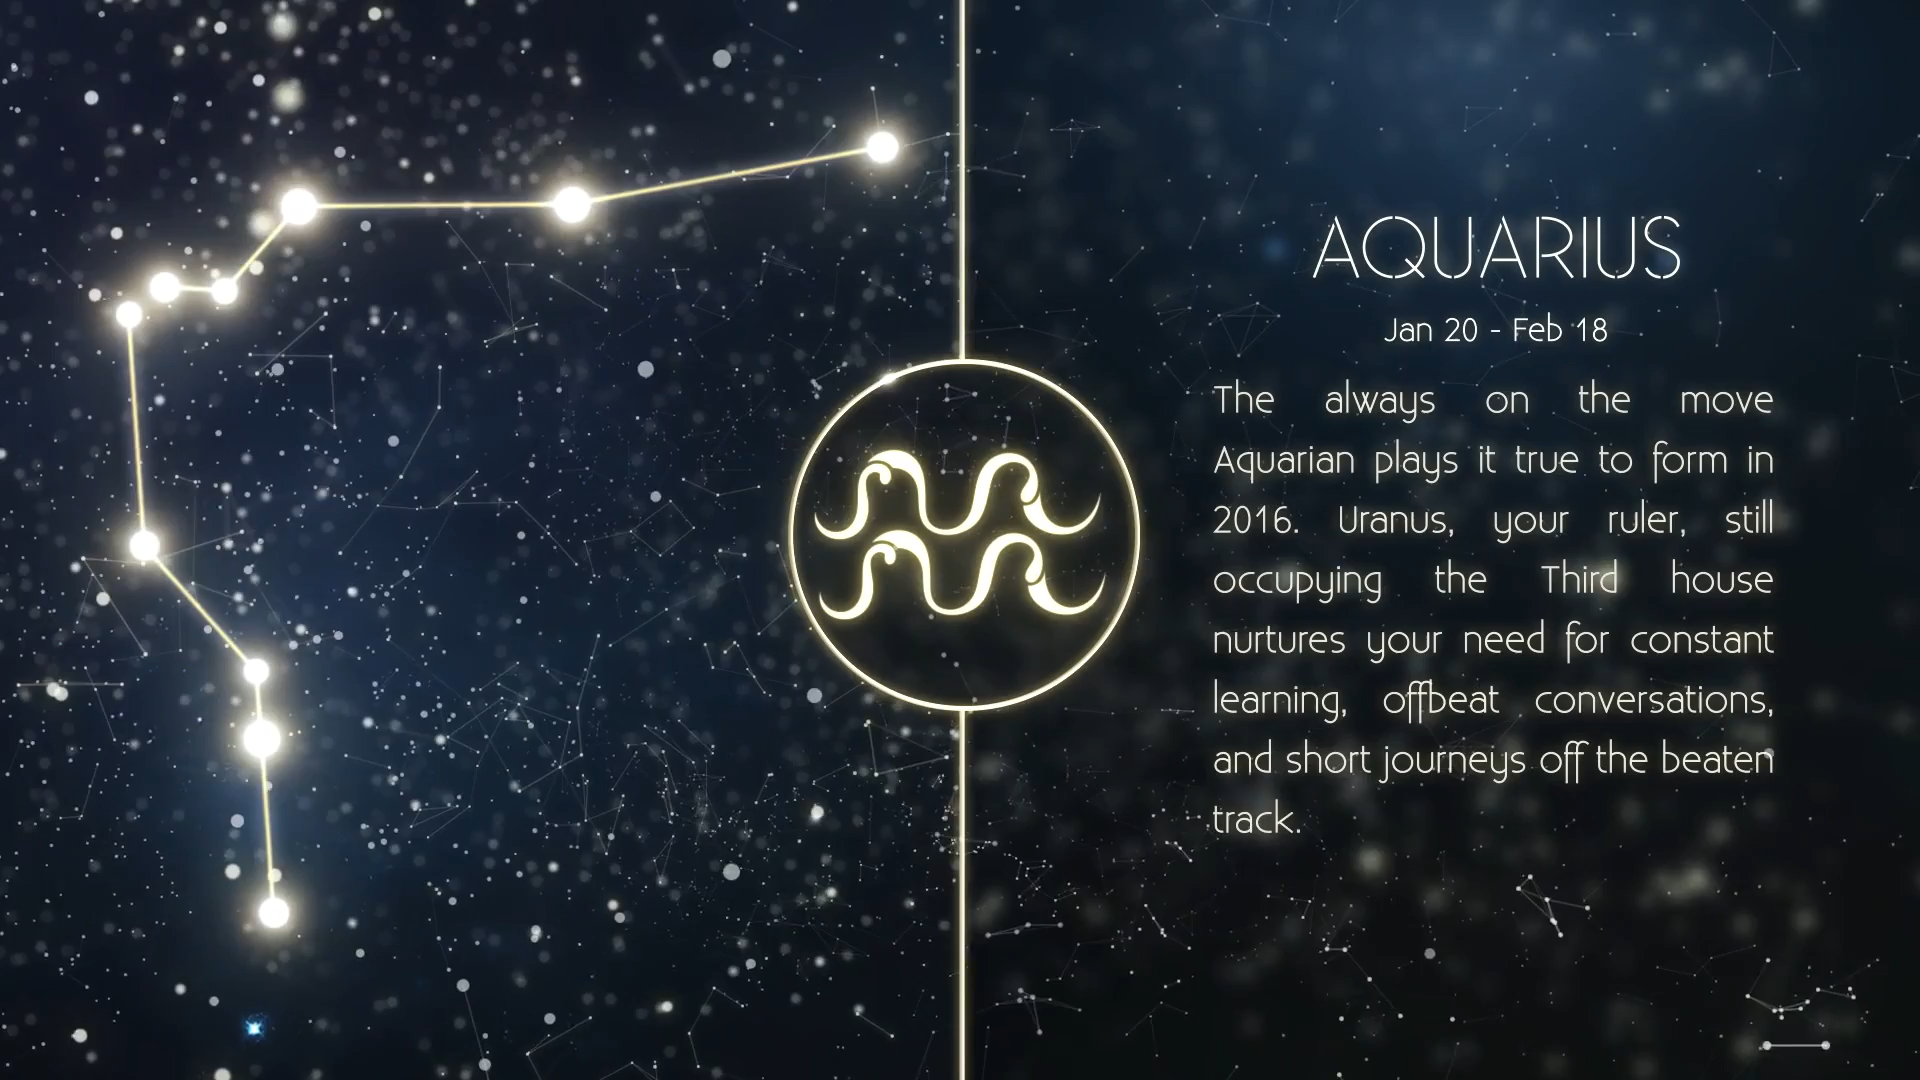 AQUARIUS
Jan 20 - Feb 18
The always on the move
Aquarian plays it true to form in
2016. Uranus, your ruler, still
occupying the Third house
nurtures your need for constant
learning, offbeat conversations,
and short journeys off the beaten
track.